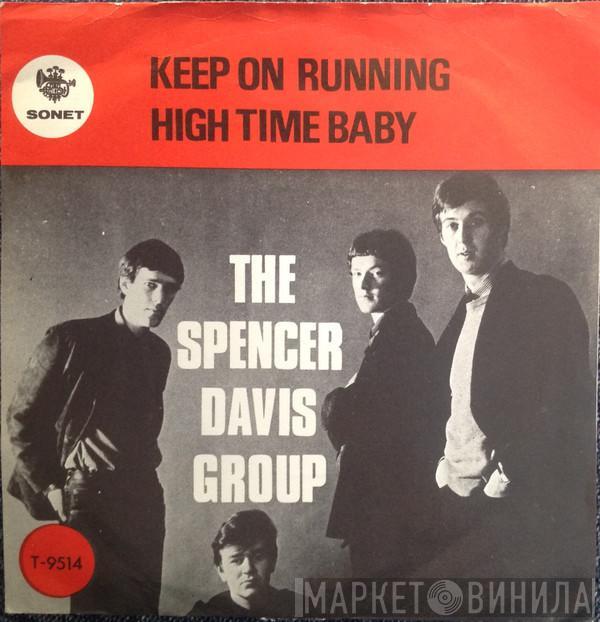 KEEP ON RUNNING
HIGH TIME BABY
SONET
THE
SPENCER
DAVIS
GROUP
T-9514
МАРКЕТ ВИНИЛА